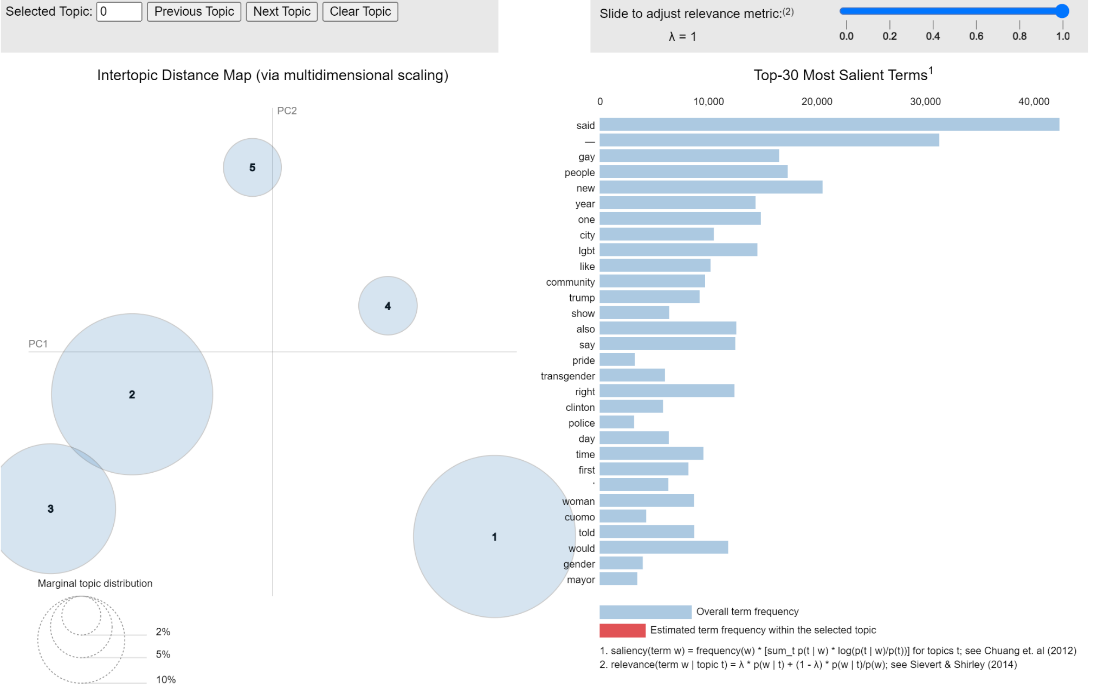 Selected Topic: 0 Previous Topic Next Topic Clear Topic
Slide to adjust relevance metric:(2)
λ = 1
0.0 0.2 0.4 0.6 0.8 1.0
Intertopic Distance Map (via multidimensional scaling)
PC2
PC1
5
4
2
3
1
Marginal topic distribution
2%
5%
10%
Top-30 Most Salient Terms1
0 10,000 20,000 30,000 40,000
said
—
gay
people
new
year
one
city
lgbt
like
community
trump
show
also
say
pride
transgender
right
clinton
police
day
time
first
woman
cuomo
told
would
gender
mayor
Overall term frequency
Estimated term frequency within the selected topic
1. saliency(term w) = frequency(w) * [sum_t p(t | w) * log(p(t | w)/p(t))] for topics t; see Chuang et. al (2012)
2. relevance(term w | topic t) = λ * p(w | t) + (1 - λ) * p(w | t)/p(w); see Sievert & Shirley (2014)